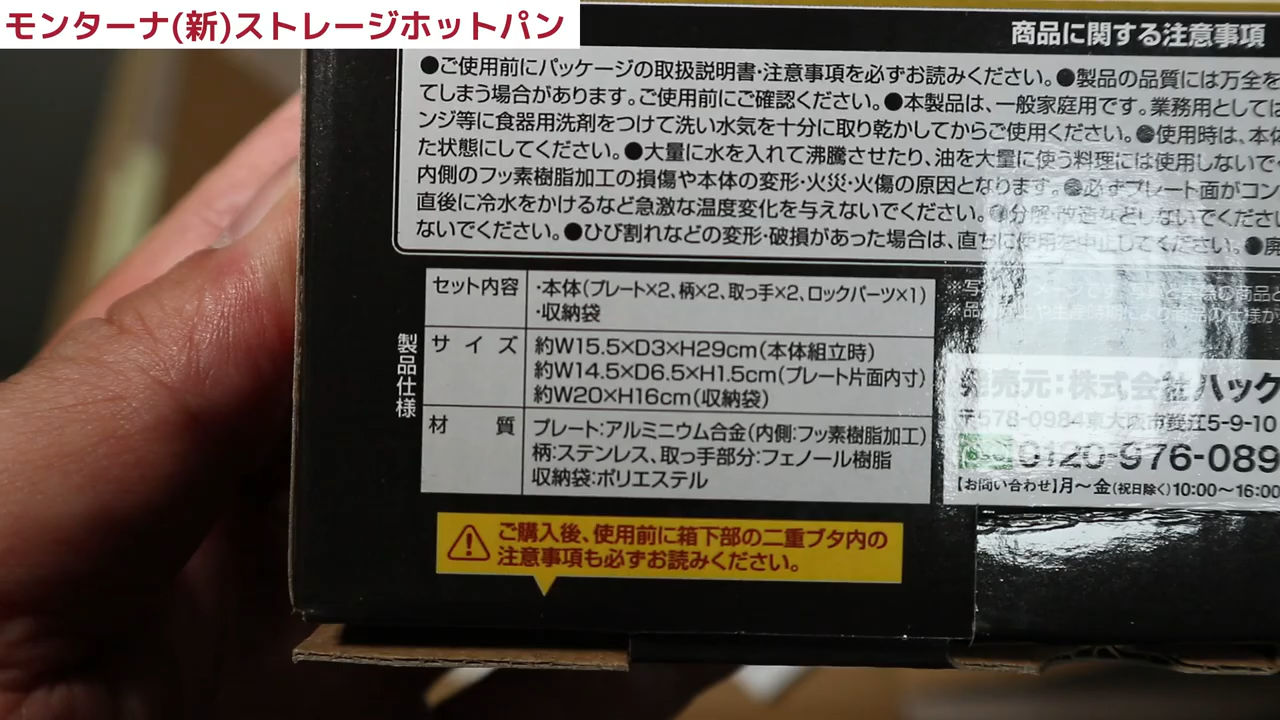 モンターナ(新)ストレージホットパン
商品に関する注意事項
●ご使用前にパッケージの取扱説明書・注意事項を必ずお読みください。●製品の品質には万全を
てしまう場合があります。ご使用前にご確認ください。●本製品は、一般家庭用です。業務用としては
ンジ等に食器用洗剤をつけて洗い水気を十分に取り乾かしてからご使用ください。●使用時は、本体
た状態にしてください。●大量に水を入れて沸騰させたり、油を大量に使う料理には使用しないで
内側のフッ素樹脂加工の損傷や本体の変形・火災・火傷の原因となります。●必ずプレート面がコン
直後に冷水をかけるなど急激な温度変化を与えないでください。●分解・改造などしないでくださ
ないでください。●ひび割れなどの変形・破損があった場合は、直ちに使用を中止してください。●廃
製品仕様
セット内容 ・本体(プレート×2、柄×2、取っ手×2、ロックパーツ×1)
・収納袋
サイズ 約W15.5×D3×H29cm(本体組立時)
約W14.5×D6.5×H1.5cm(プレート片面内寸)
約W20×H16cm(収納袋)
材質 プレート:アルミニウム合金(内側:フッ素樹脂加工)
柄:ステンレス、取っ手部分:フェノール樹脂
収納袋:ポリエステル
発売元:株式会社ハック
〒578-0984東大阪市菱江5-9-10
0120-976-089
【お問い合わせ】月～金(祝日除く)10:00～16:00
ご購入後、使用前に箱下部の二重ブタ内の
注意事項も必ずお読みください。